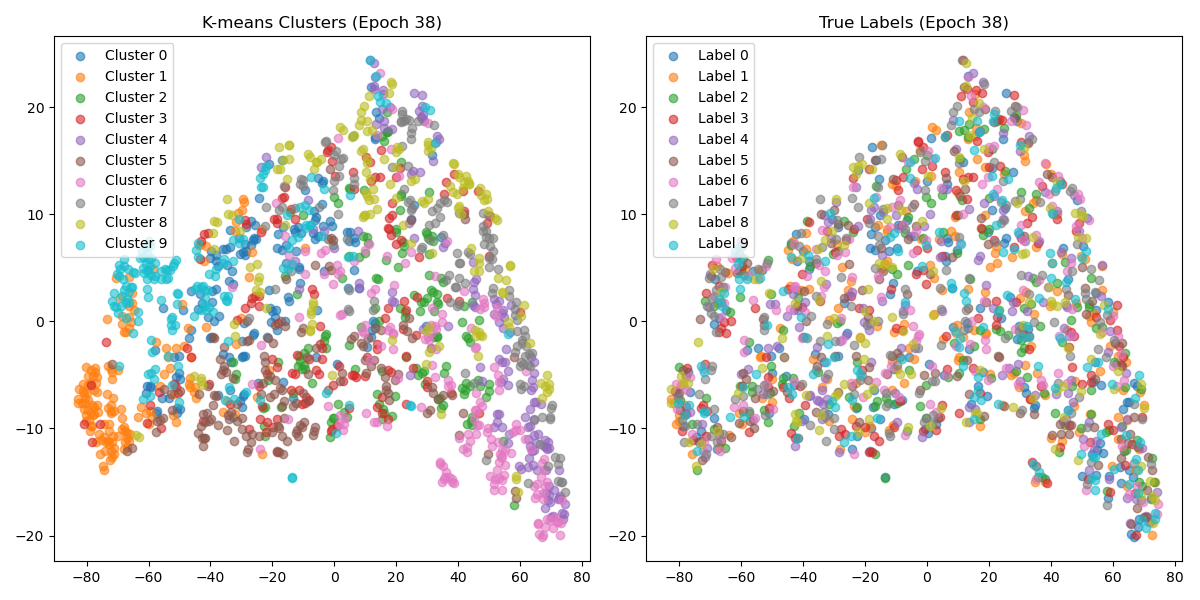 K-means Clusters (Epoch 38)
Cluster 0
Cluster 1
Cluster 2
Cluster 3
Cluster 4
Cluster 5
Cluster 6
Cluster 7
Cluster 8
Cluster 9
20
10
0
−10
−20
−80 −60 −40 −20 0 20 40 60 80
True Labels (Epoch 38)
Label 0
Label 1
Label 2
Label 3
Label 4
Label 5
Label 6
Label 7
Label 8
Label 9
20
10
0
−10
−20
−80 −60 −40 −20 0 20 40 60 80